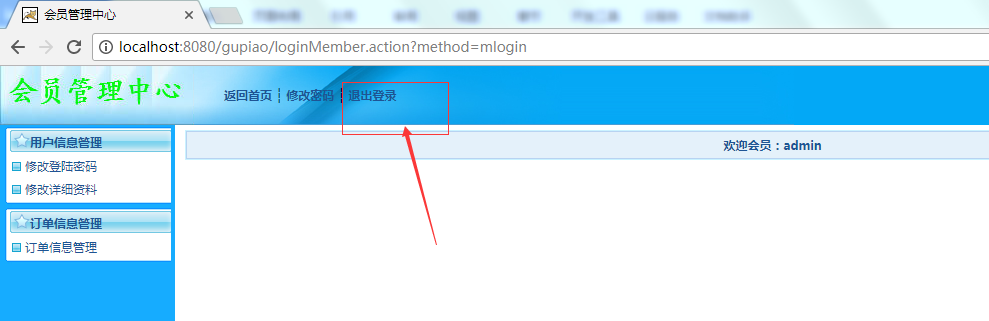 会员管理中心
localhost:8080/gupiao/loginMember.action?method=mlogin
会员管理中心
返回首页 ┊ 修改密码 ┊ 退出登录
用户信息管理
修改登陆密码
修改详细资料
订单信息管理
订单信息管理
欢迎会员：admin